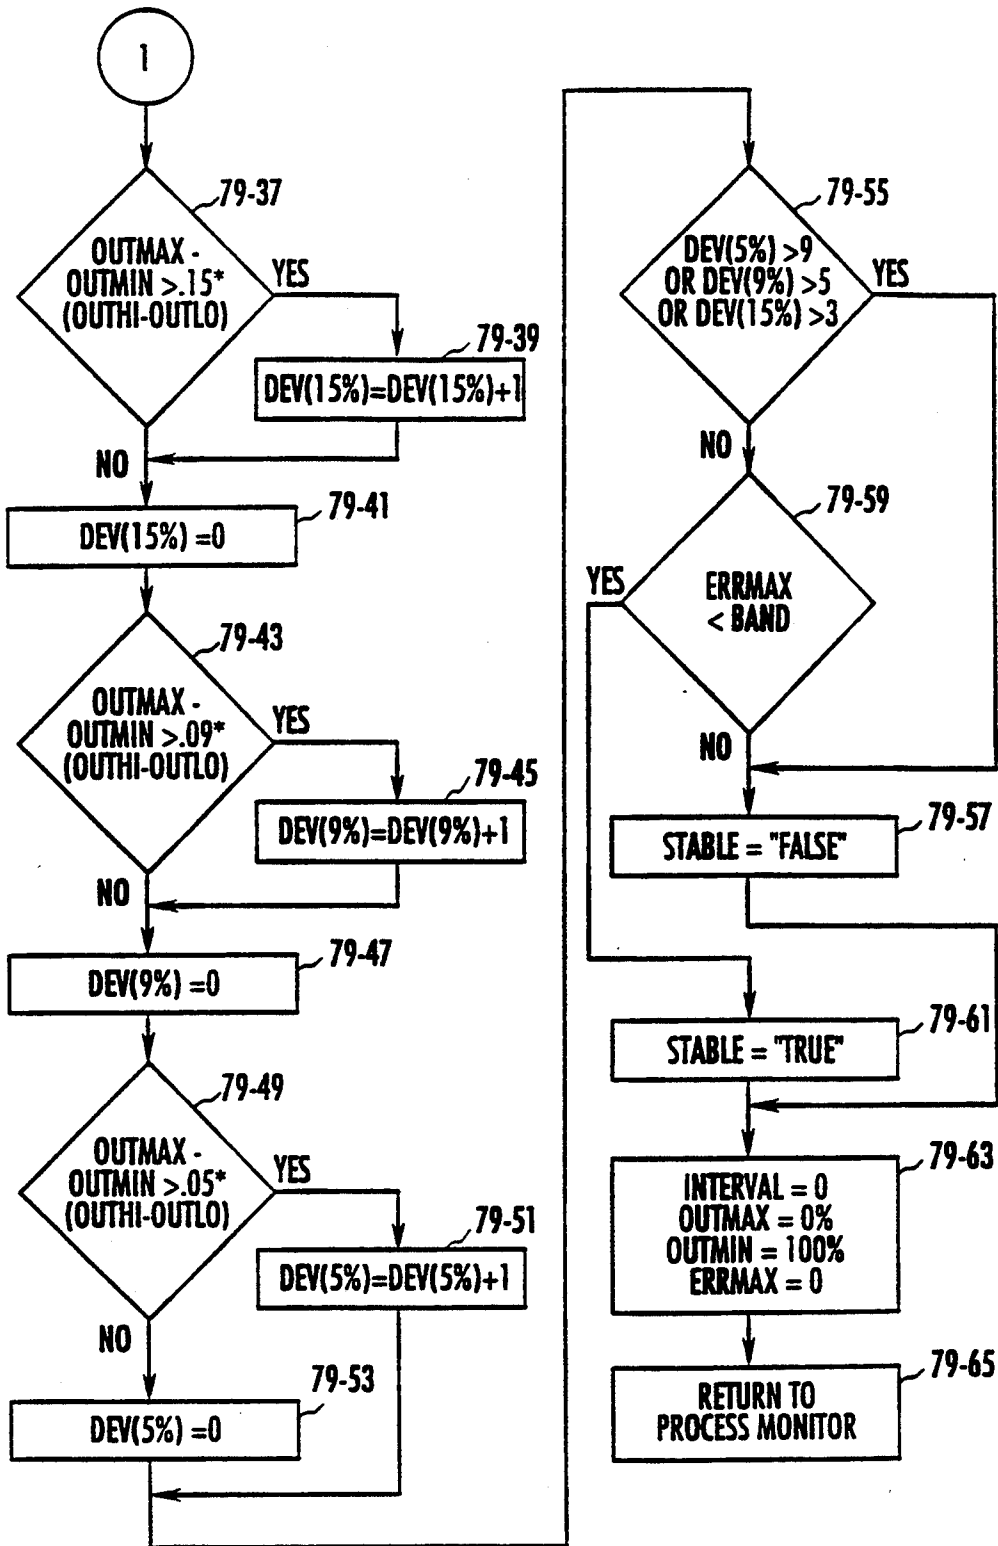 1
79-37
OUTMAX -
OUTMIN >.15*
(OUTHI-OUTLO)
YES
79-39
DEV(15%)=DEV(15%)+1
NO
79-41
DEV(15%) =0
79-43
OUTMAX -
OUTMIN >.09*
(OUTHI-OUTLO)
YES
79-45
DEV(9%)=DEV(9%)+1
NO
79-47
DEV(9%) =0
79-49
OUTMAX -
OUTMIN >.05*
(OUTHI-OUTLO)
YES
79-51
DEV(5%)=DEV(5%)+1
NO
79-53
DEV(5%) =0
79-55
DEV(5%) >9
OR DEV(9%) >5
OR DEV(15%) >3
YES
NO
79-59
YES
ERRMAX
< BAND
NO
79-57
STABLE = "FALSE"
79-61
STABLE = "TRUE"
79-63
INTERVAL = 0
OUTMAX = 0%
OUTMIN = 100%
ERRMAX = 0
79-65
RETURN TO
PROCESS MONITOR